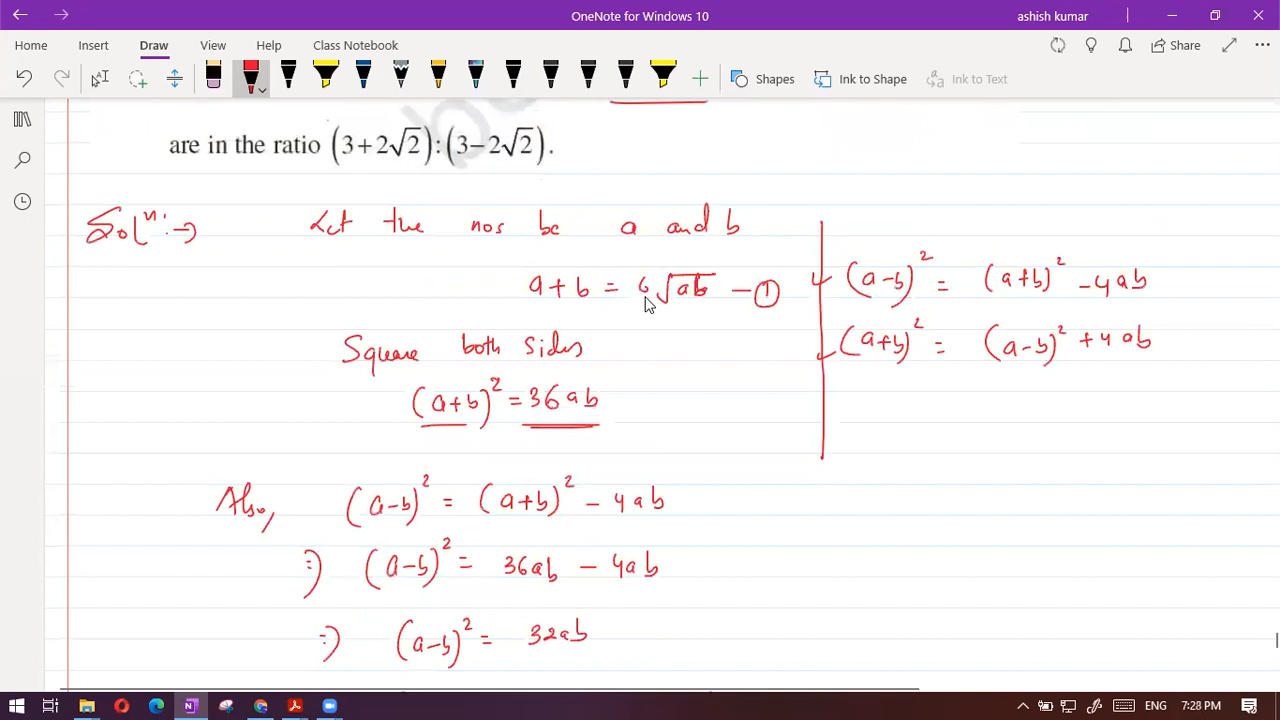 OneNote for Windows 10
ashish kumar
Home Insert Draw View Help Class Notebook
Share
Shapes Ink to Shape Ink to Text
are in the ratio (3+2√2):(3−2√2).
Solⁿ:→ Let the nos be a and b
a+b = 6√ab — ①
(a-b)² = (a+b)² - 4ab
(a+b)² = (a-b)² + 4ab
Square both sides
(a+b)² = 36ab
Also, (a-b)² = (a+b)² - 4ab
⇒ (a-b)² = 36ab - 4ab
⇒ (a-b)² = 32ab
ENG 7:28 PM